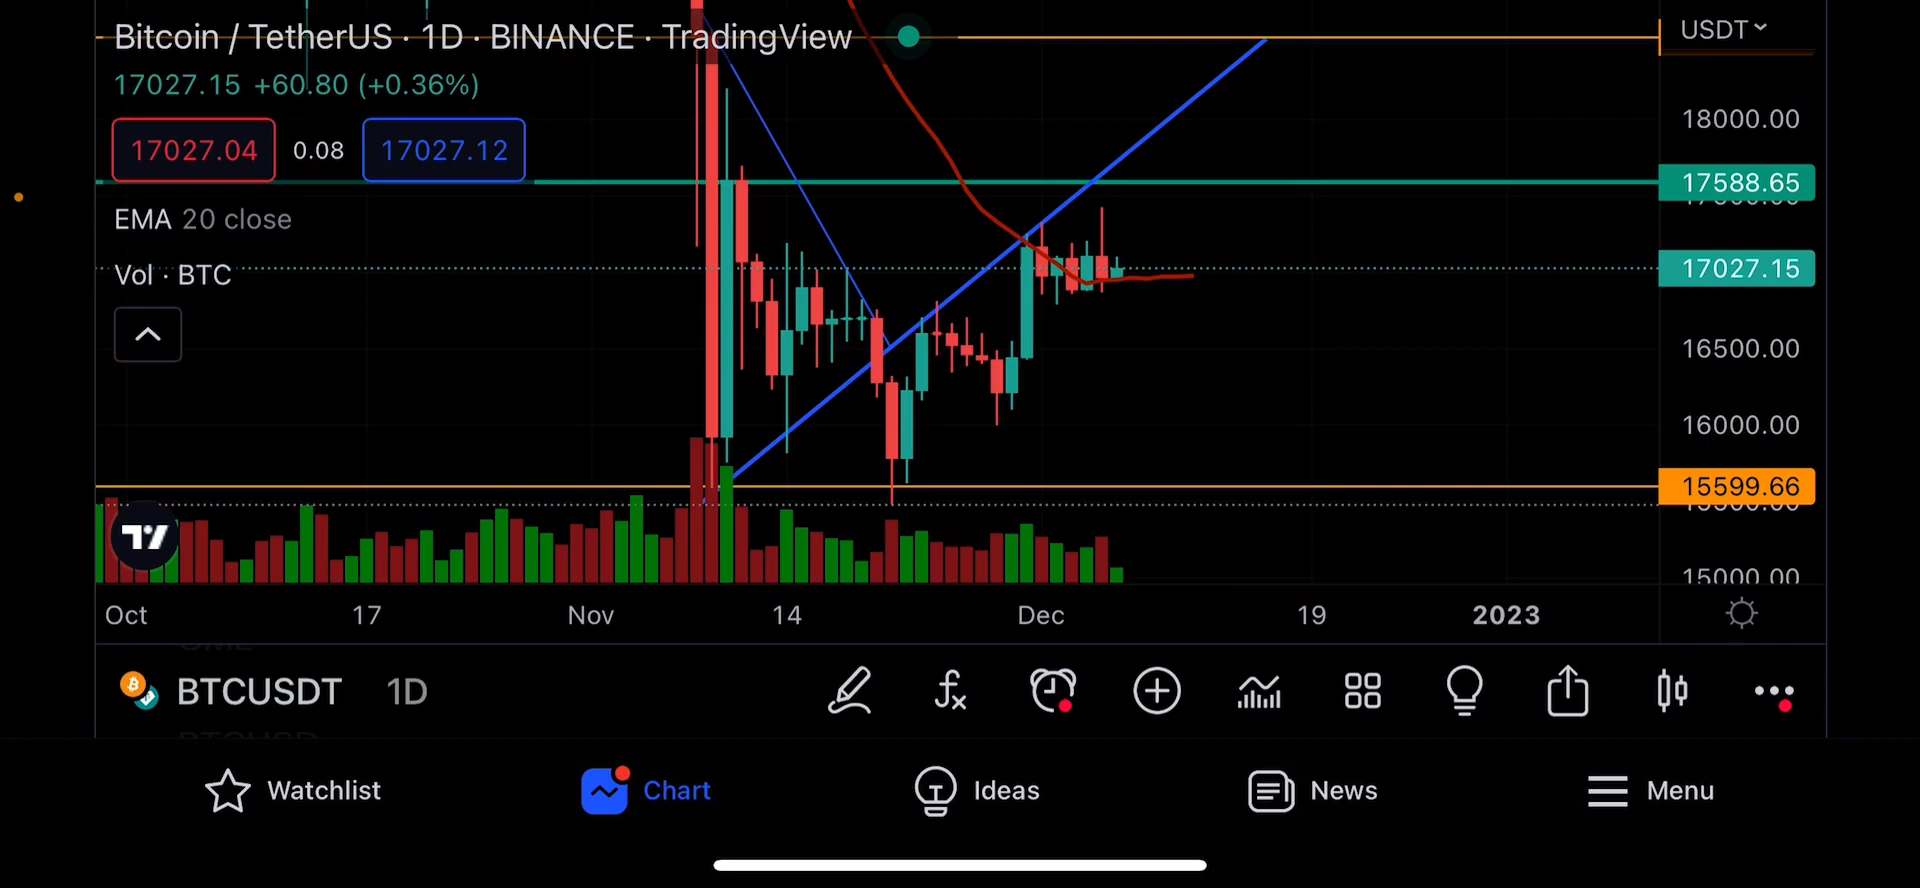 Bitcoin / TetherUS · 1D · BINANCE · TradingView
USDT
17027.15 +60.80 (+0.36%)
18000.00
17027.04 0.08 17027.12
17588.65
EMA 20 close
Vol · BTC
17027.15
16500.00
16000.00
15599.66
15000.00
Oct 17 Nov 14 Dec 19 2023
BTCUSDT 1D
Watchlist Chart Ideas News Menu